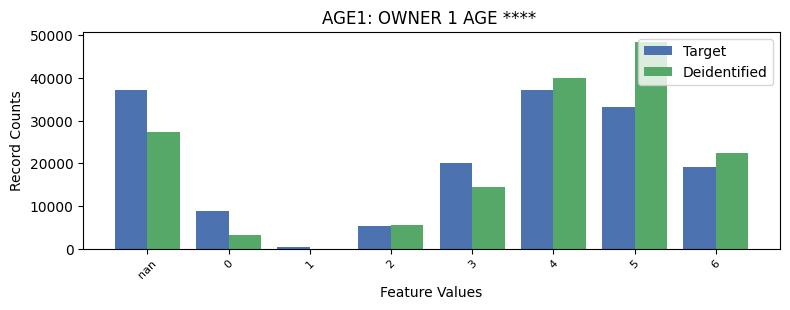 AGE1: OWNER 1 AGE ****
50000
40000
30000
20000
10000
0
Record Counts
Target
Deidentified
nan 0 1 2 3 4 5 6
Feature Values